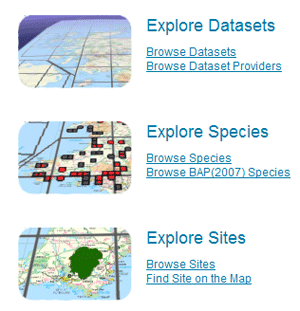 Explore Datasets
Browse Datasets
Browse Dataset Providers
Explore Species
Browse Species
Browse BAP(2007) Species
Explore Sites
Browse Sites
Find Site on the Map